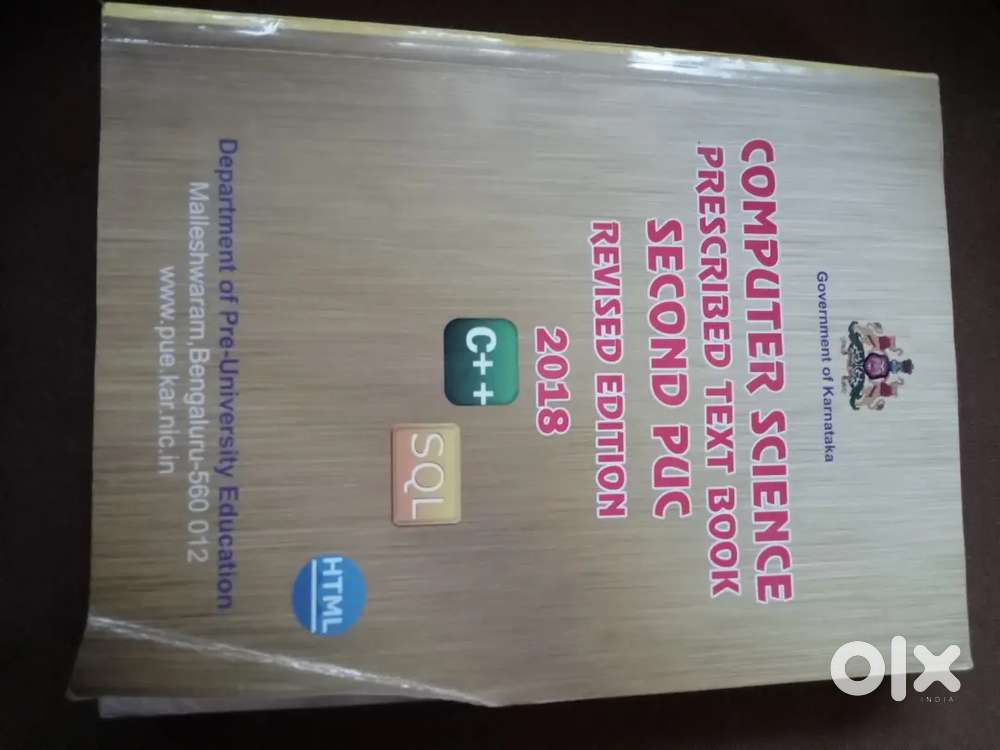 Government of Karnataka
COMPUTER SCIENCE
PRESCRIBED TEXT BOOK
SECOND PUC
REVISED EDITION
2018
C++
SQL
HTML
Department of Pre-University Education
Malleshwaram,Bengaluru-560 012
www.pue.kar.nic.in
olx
INDIA